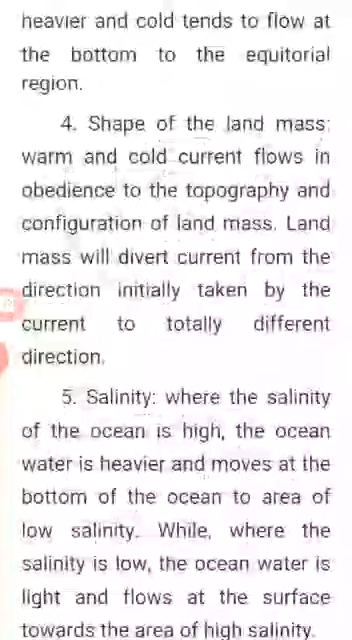 heavier and cold tends to flow at
the bottom to the equitorial
region.
4. Shape of the land mass:
warm and cold current flows in
obedience to the topography and
configuration of land mass. Land
mass will divert current from the
direction initially taken by the
current to totally different
direction.
5. Salinity: where the salinity
of the ocean is high, the ocean
water is heavier and moves at the
bottom of the ocean to area of
low salinity. While, where the
salinity is low, the ocean water is
light and flows at the surface
towards the area of high salinity.